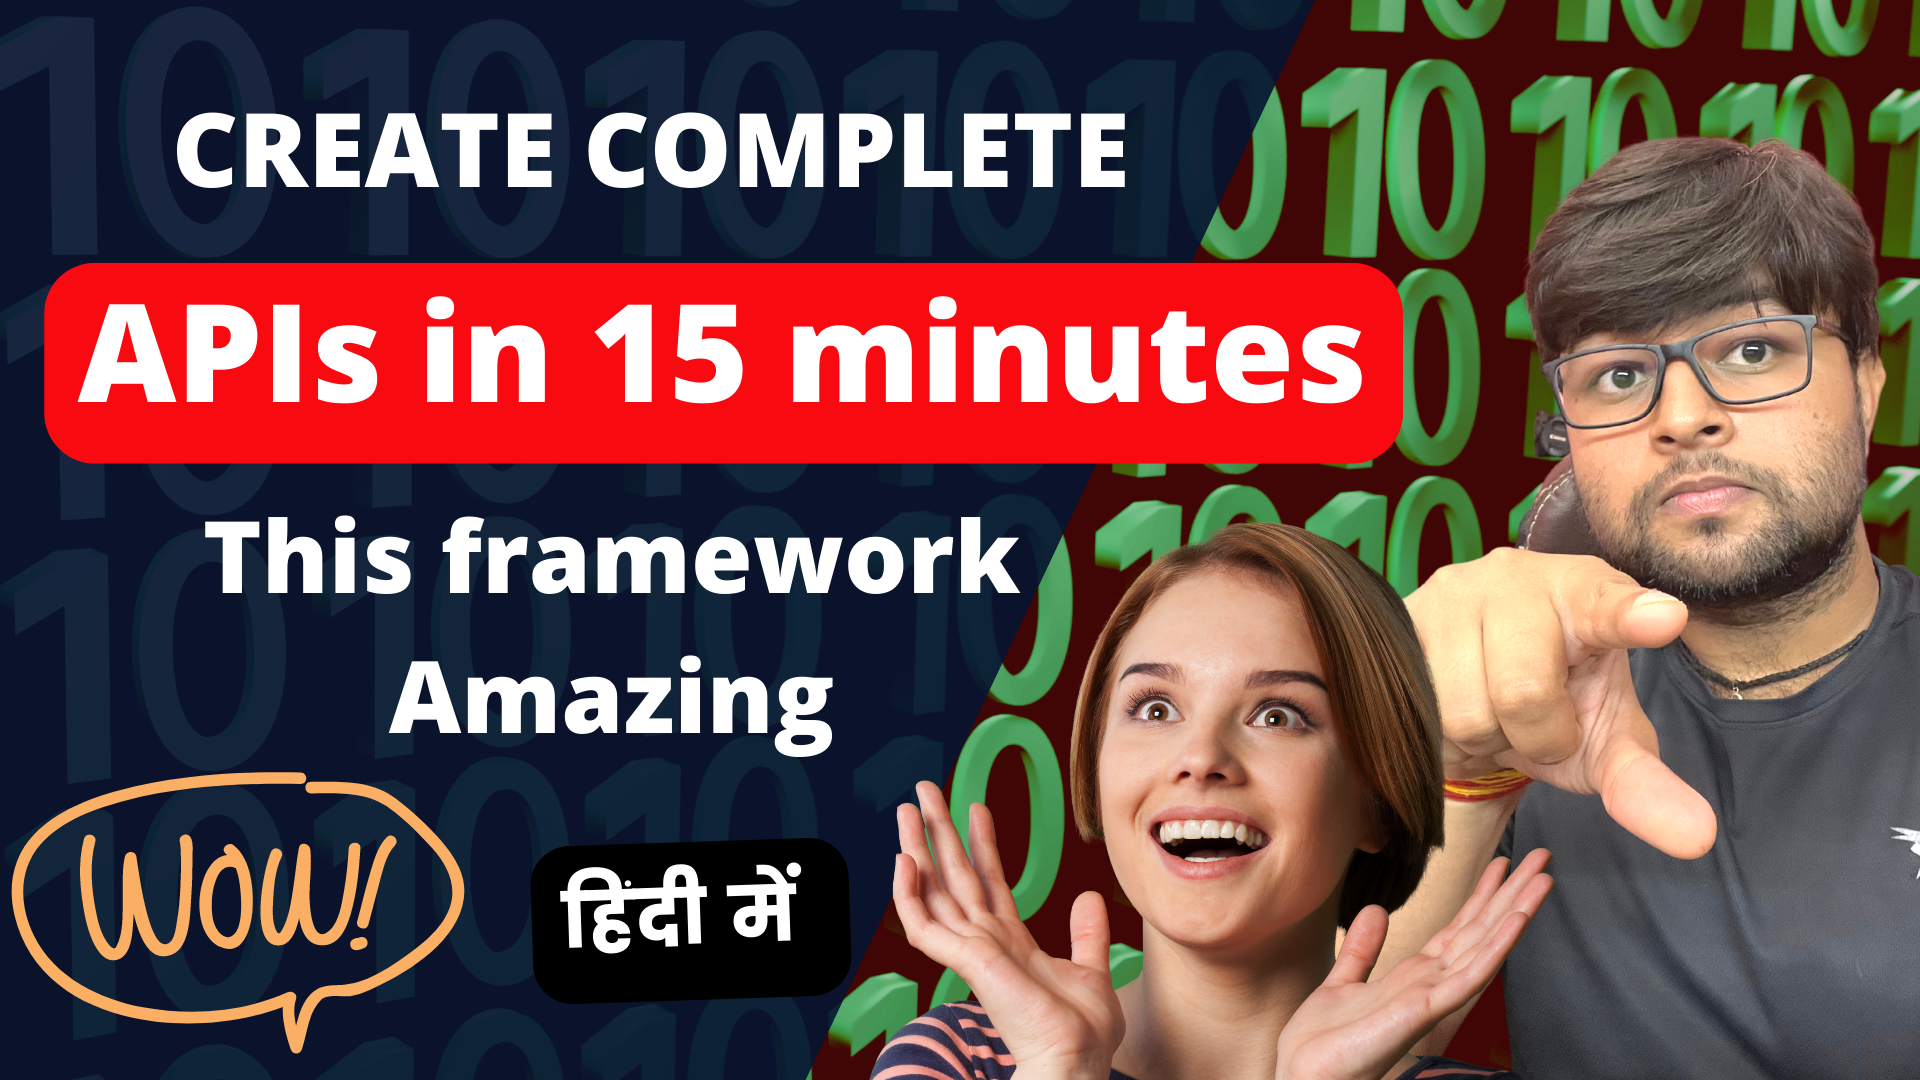 CREATE COMPLETE
APIs in 15 minutes
This framework
Amazing
WOW!
हिंदी में